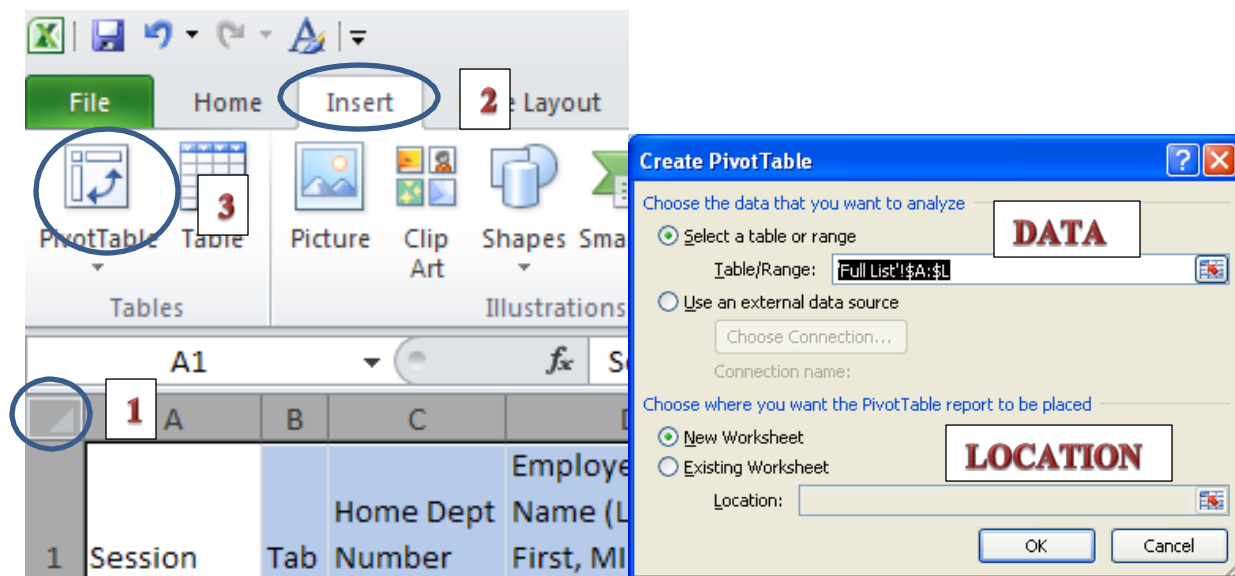 File Home Insert 2 e Layout
3
PivotTable Table Picture Clip Art Shapes Sma
Tables Illustrations
A1 fx S
1 A B C
Employe
Home Dept Name (L
1 Session Tab Number First, MI
Create PivotTable
Choose the data that you want to analyze
DATA
Select a table or range
Table/Range: 'Full List'!$A:$L
Use an external data source
Choose Connection...
Connection name:
Choose where you want the PivotTable report to be placed
New Worksheet
LOCATION
Existing Worksheet
Location:
OK Cancel